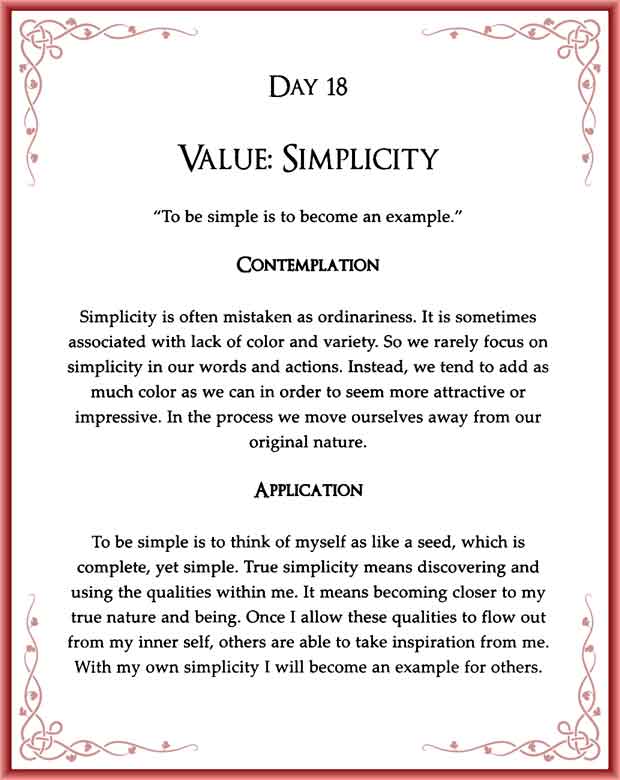 Day 18
Value: Simplicity
“To be simple is to become an example.”
Contemplation
Simplicity is often mistaken as ordinariness. It is sometimes
associated with lack of color and variety. So we rarely focus on
simplicity in our words and actions. Instead, we tend to add as
much color as we can in order to seem more attractive or
impressive. In the process we move ourselves away from our
original nature.
Application
To be simple is to think of myself as like a seed, which is
complete, yet simple. True simplicity means discovering and
using the qualities within me. It means becoming closer to my
true nature and being. Once I allow these qualities to flow out
from my inner self, others are able to take inspiration from me.
With my own simplicity I will become an example for others.